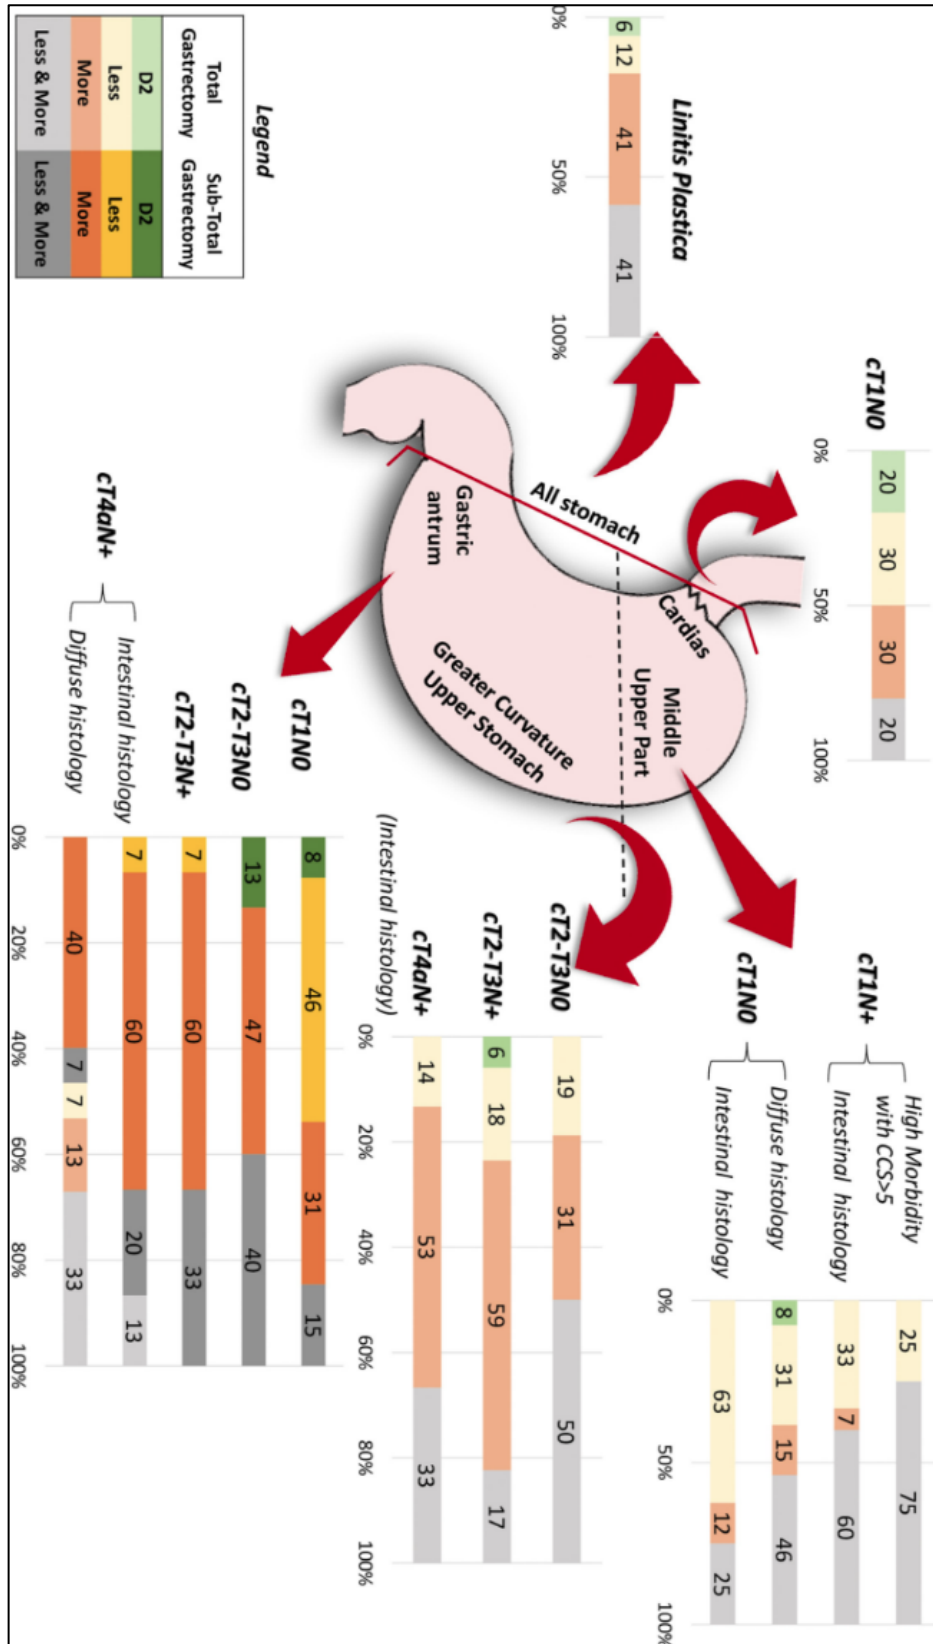 cT1N0
20 30 30 20
0% 50% 100%
Linitis Plastica
6 12 41 41
0% 50% 100%
High Morbidity
with CCS>5
25 75
cT1N+
Intestinal histology
33 7 60
Diffuse histology
8 31 15 46
cT1N0
Intestinal histology
63 12 25
0% 50% 100%
All stomach
Cardias
Middle
Upper Part
Greater Curvature
Upper Stomach
Gastric
antrum
cT2-T3N0
19 31 50
cT2-T3N+
6 18 59 17
cT4aN+
14 53 33
(Intestinal histology)
0% 20% 40% 60% 80% 100%
cT1N0
8 46 31 15
cT2-T3N0
13 47 40
cT2-T3N+
7 60 33
cT4aN+
Intestinal histology
7 60 20 13
Diffuse histology
40 7 7 13 33
0% 20% 40% 60% 80% 100%
Legend
Total
Gastrectomy
Sub-Total
Gastrectomy
D2 D2
Less Less
More More
Less & More Less & More